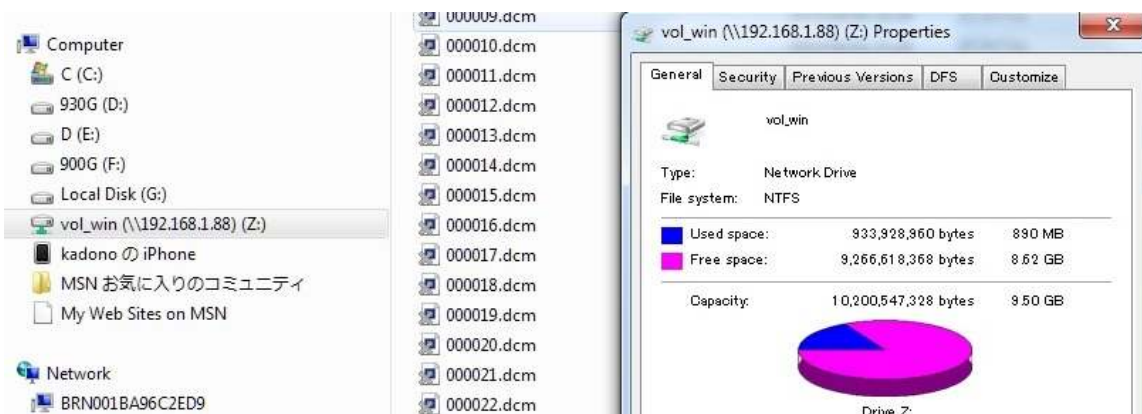 Computer
C (C:)
930G (D:)
D (E:)
900G (F:)
Local Disk (G:)
vol_win (\\192.168.1.88) (Z:)
kadono の iPhone
MSN お気に入りのコミュニティ
My Web Sites on MSN
Network
BRN001BA96C2ED9
000009.dcm
000010.dcm
000011.dcm
000012.dcm
000013.dcm
000014.dcm
000015.dcm
000016.dcm
000017.dcm
000018.dcm
000019.dcm
000020.dcm
000021.dcm
000022.dcm
vol_win (\\192.168.1.88) (Z:) Properties
General Security Previous Versions DFS Customize
vol_win
Type: Network Drive
File system: NTFS
Used space: 933,928,960 bytes 890 MB
Free space: 9,266,618,368 bytes 8.62 GB
Capacity: 10,200,547,328 bytes 9.50 GB
Drive Z: